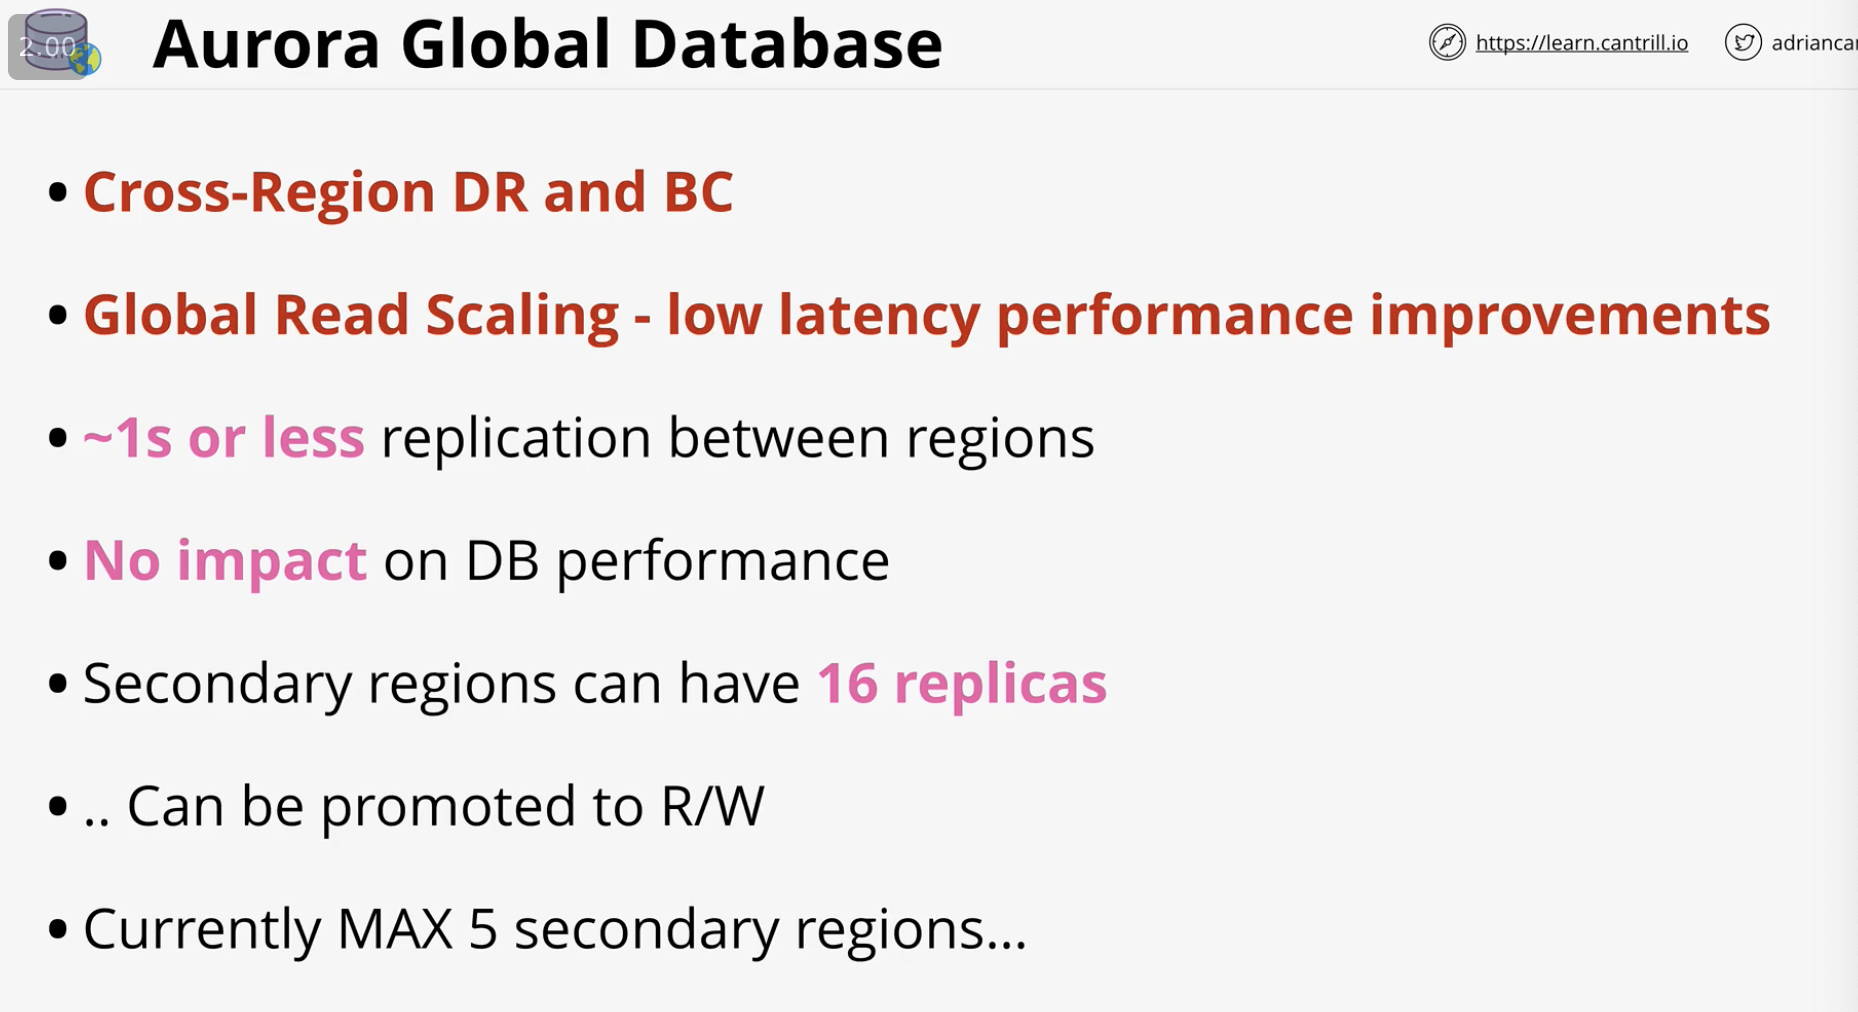 2.00
Aurora Global Database
https://learn.cantrill.io
adriancan
• Cross-Region DR and BC
• Global Read Scaling - low latency performance improvements
• ~1s or less replication between regions
• No impact on DB performance
• Secondary regions can have 16 replicas
• .. Can be promoted to R/W
• Currently MAX 5 secondary regions...